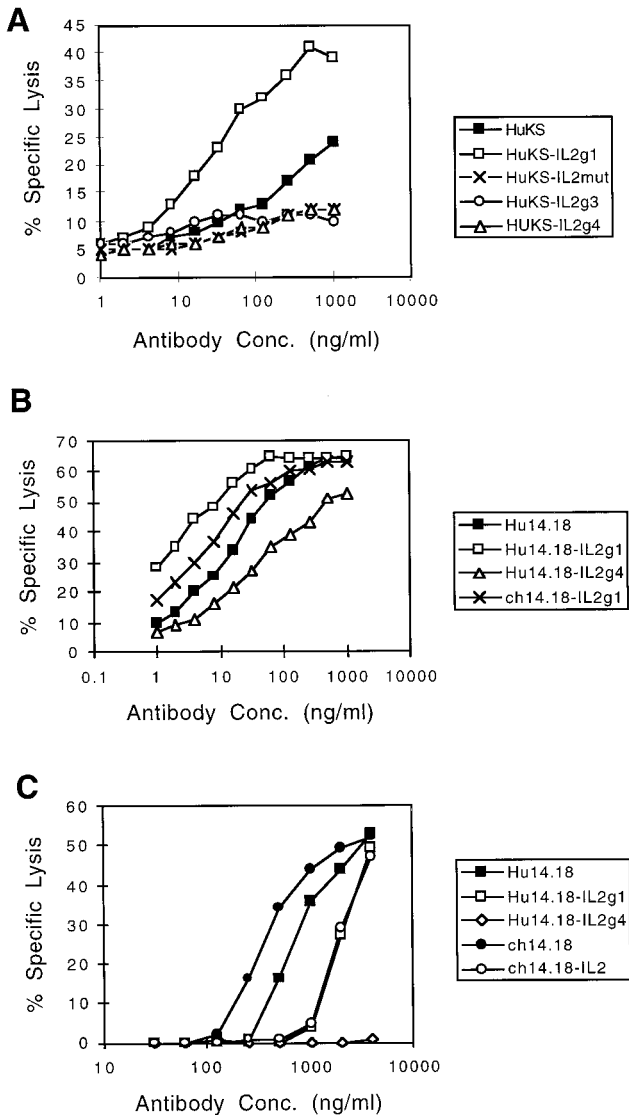 A
45
40
35
30
25
20
15
10
5
0
% Specific Lysis
1
10
100
1000
10000
Antibody Conc. (ng/ml)
HuKS
HuKS-IL2g1
HuKS-IL2mut
HuKS-IL2g3
HUKS-IL2g4
B
70
60
50
40
30
20
10
0
% Specific Lysis
0.1
1
10
100
1000
10000
Antibody Conc. (ng/ml)
Hu14.18
Hu14.18-IL2g1
Hu14.18-IL2g4
ch14.18-IL2g1
C
60
50
40
30
20
10
0
% Specific Lysis
10
100
1000
10000
Antibody Conc. (ng/ml)
Hu14.18
Hu14.18-IL2g1
Hu14.18-IL2g4
ch14.18
ch14.18-IL2